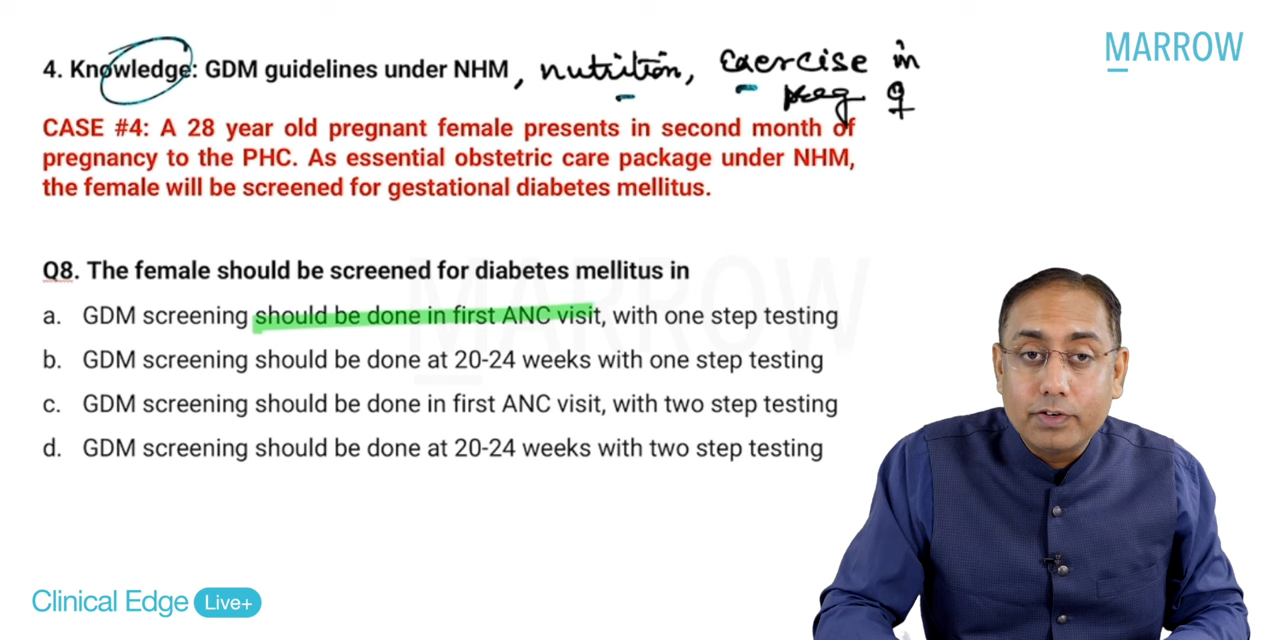 MARROW
4. Knowledge: GDM guidelines under NHM, nutrition, exercise in
preg ♀
CASE #4: A 28 year old pregnant female presents in second month of
pregnancy to the PHC. As essential obstetric care package under NHM,
the female will be screened for gestational diabetes mellitus.
MARROW
Q8. The female should be screened for diabetes mellitus in
a. GDM screening should be done in first ANC visit, with one step testing
b. GDM screening should be done at 20-24 weeks with one step testing
c. GDM screening should be done in first ANC visit, with two step testing
d. GDM screening should be done at 20-24 weeks with two step testing
Clinical Edge Live+